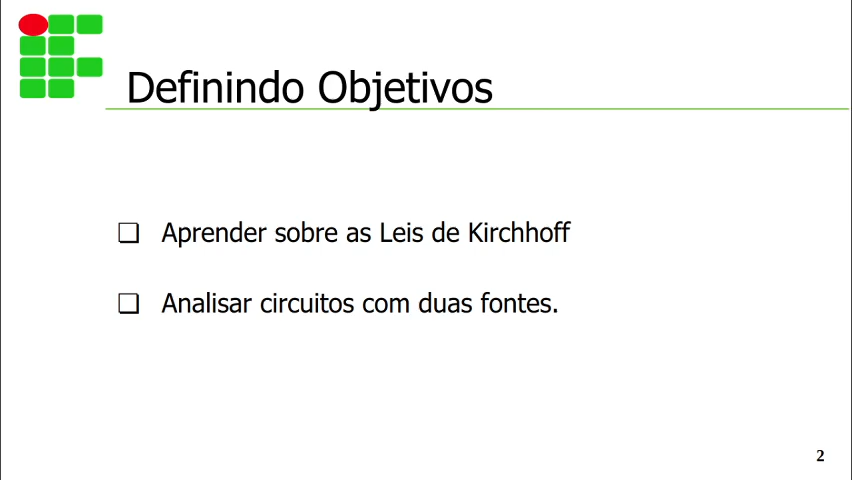 Definindo Objetivos
❑ Aprender sobre as Leis de Kirchhoff
❑ Analisar circuitos com duas fontes.
2